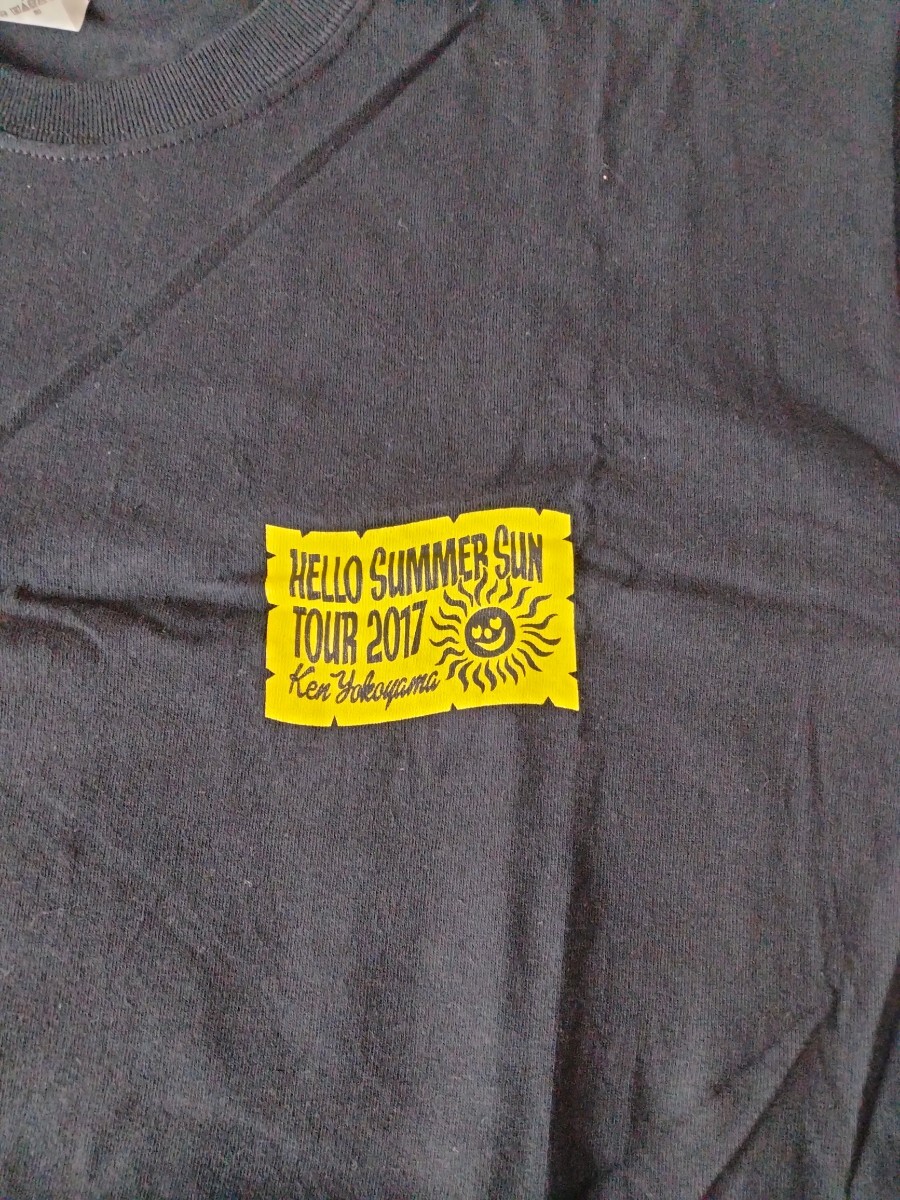 HELLO SUMMER SUN
TOUR 2017
Ken Yokoyama